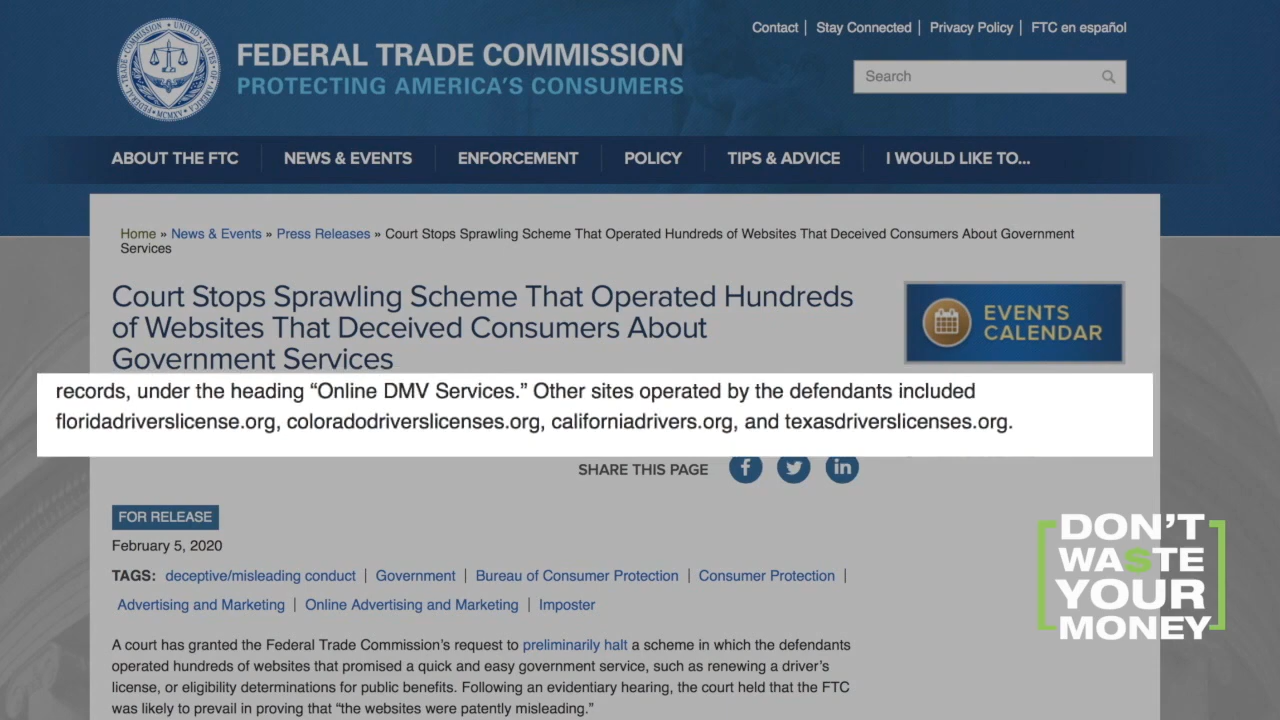 Contact | Stay Connected | Privacy Policy | FTC en español
FEDERAL TRADE COMMISSION
PROTECTING AMERICA'S CONSUMERS
Search
ABOUT THE FTC NEWS & EVENTS ENFORCEMENT POLICY TIPS & ADVICE I WOULD LIKE TO...
Home » News & Events » Press Releases » Court Stops Sprawling Scheme That Operated Hundreds of Websites That Deceived Consumers About Government
Services
Court Stops Sprawling Scheme That Operated Hundreds
of Websites That Deceived Consumers About
Government Services
EVENTS
CALENDAR
records, under the heading “Online DMV Services.” Other sites operated by the defendants included
floridadriverslicense.org, coloradodriverslicenses.org, californiadrivers.org, and texasdriverslicenses.org.
SHARE THIS PAGE
FOR RELEASE
February 5, 2020
TAGS: deceptive/misleading conduct | Government | Bureau of Consumer Protection | Consumer Protection |
Advertising and Marketing | Online Advertising and Marketing | Imposter
A court has granted the Federal Trade Commission’s request to preliminarily halt a scheme in which the defendants
operated hundreds of websites that promised a quick and easy government service, such as renewing a driver’s
license, or eligibility determinations for public benefits. Following an evidentiary hearing, the court held that the FTC
was likely to prevail in proving that “the websites were patently misleading.”
DON'T
WASTE
YOUR
MONEY